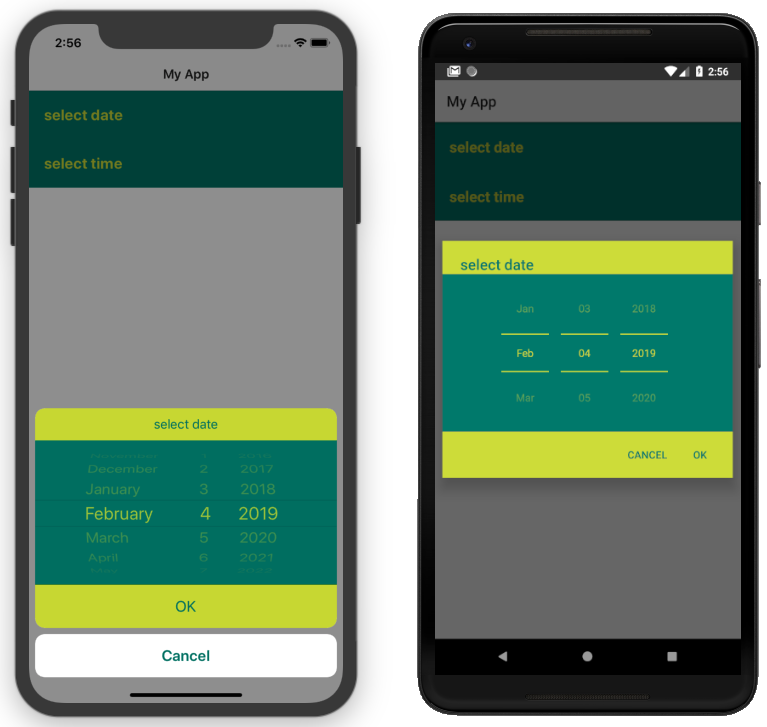 2:56
My App
select date
select time
select date
December 2 2017
January 3 2018
February 4 2019
March 5 2020
April 6 2021
OK
Cancel
2:56
My App
select date
select time
select date
Jan 03 2018
Feb 04 2019
Mar 05 2020
CANCEL OK